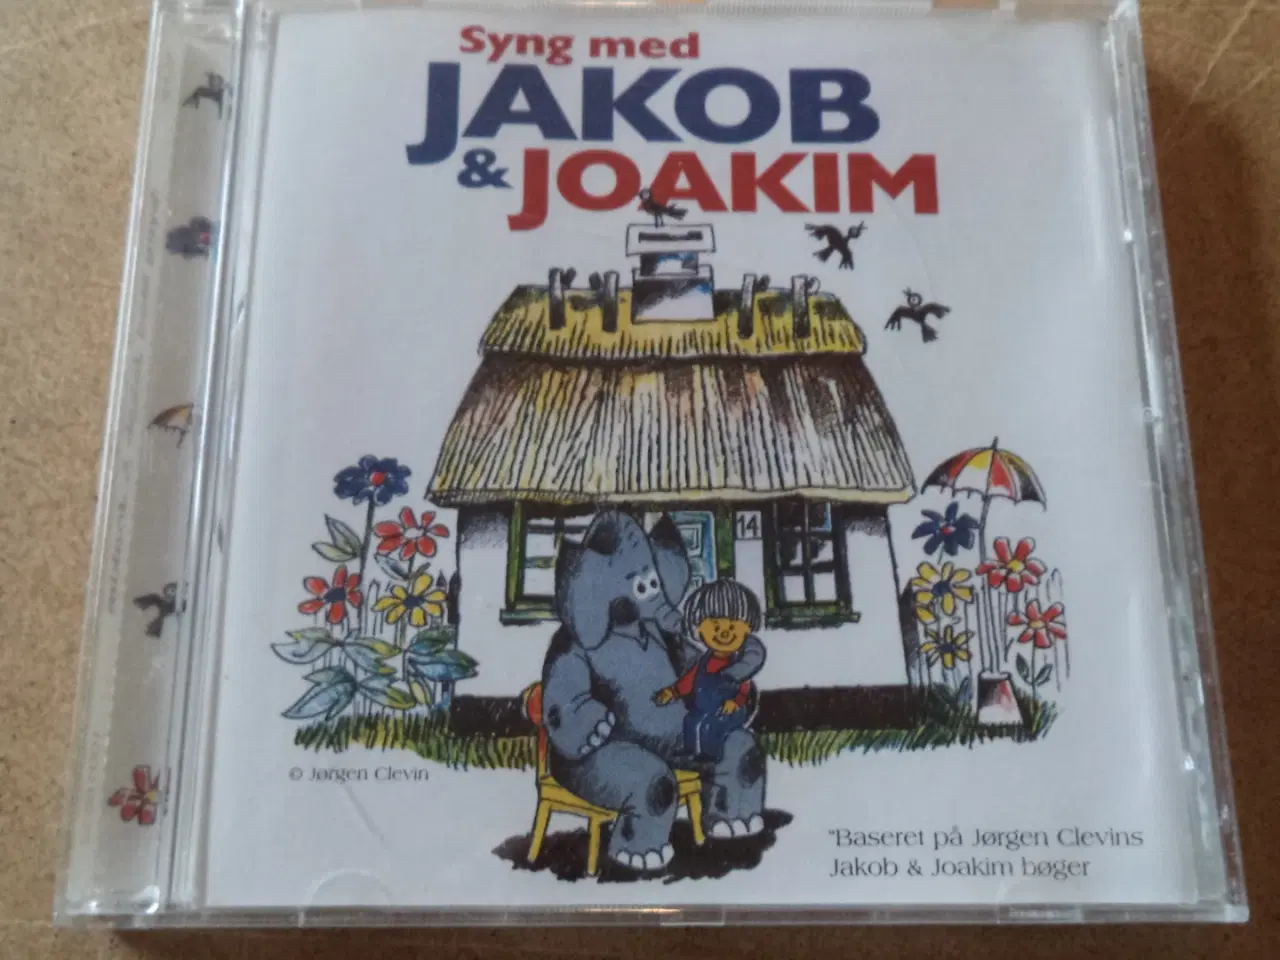 Syng med
JAKOB
& JOAKIM
14
© Jørgen Clevin
"Baseret på Jørgen Clevins
Jakob & Joakim bøger